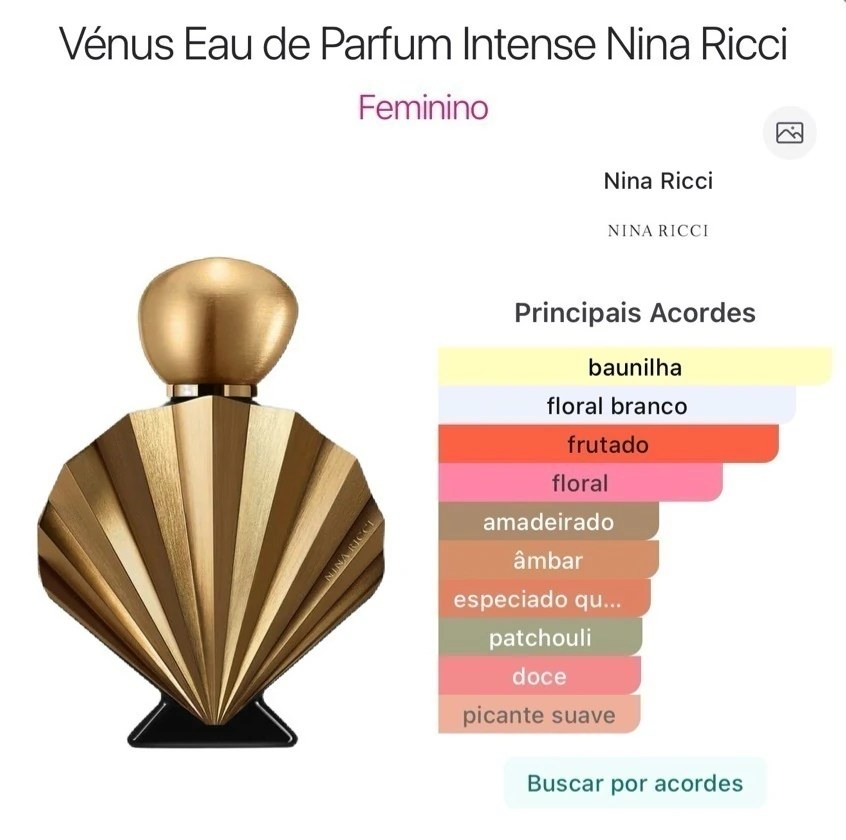 Vénus Eau de Parfum Intense Nina Ricci
Feminino
Nina Ricci
NINA RICCI
Principais Acordes
baunilha
floral branco
frutado
floral
amadeirado
âmbar
especiado qu...
patchouli
doce
picante suave
Buscar por acordes
NINA RICCI